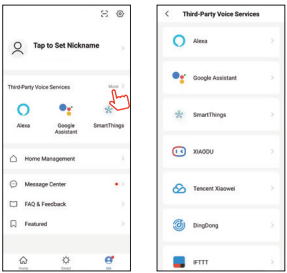 Tap to Set Nickname
Third-Party Voice Services
More
Alexa
Google Assistant
SmartThings
Home Management
Message Center
FAQ & Feedback
Featured
Home
Smart
Me
Third-Party Voice Services
Alexa
Google Assistant
SmartThings
XIAODU
Tencent Xiaowei
DingDong
IFTTT